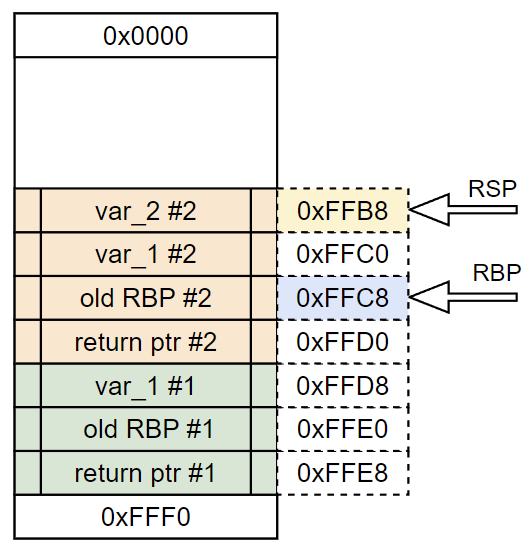 0x0000
RSP
var_2 #2 0xFFB8
var_1 #2 0xFFC0
RBP
old RBP #2 0xFFC8
return ptr #2 0xFFD0
var_1 #1 0xFFD8
old RBP #1 0xFFE0
return ptr #1 0xFFE8
0xFFF0